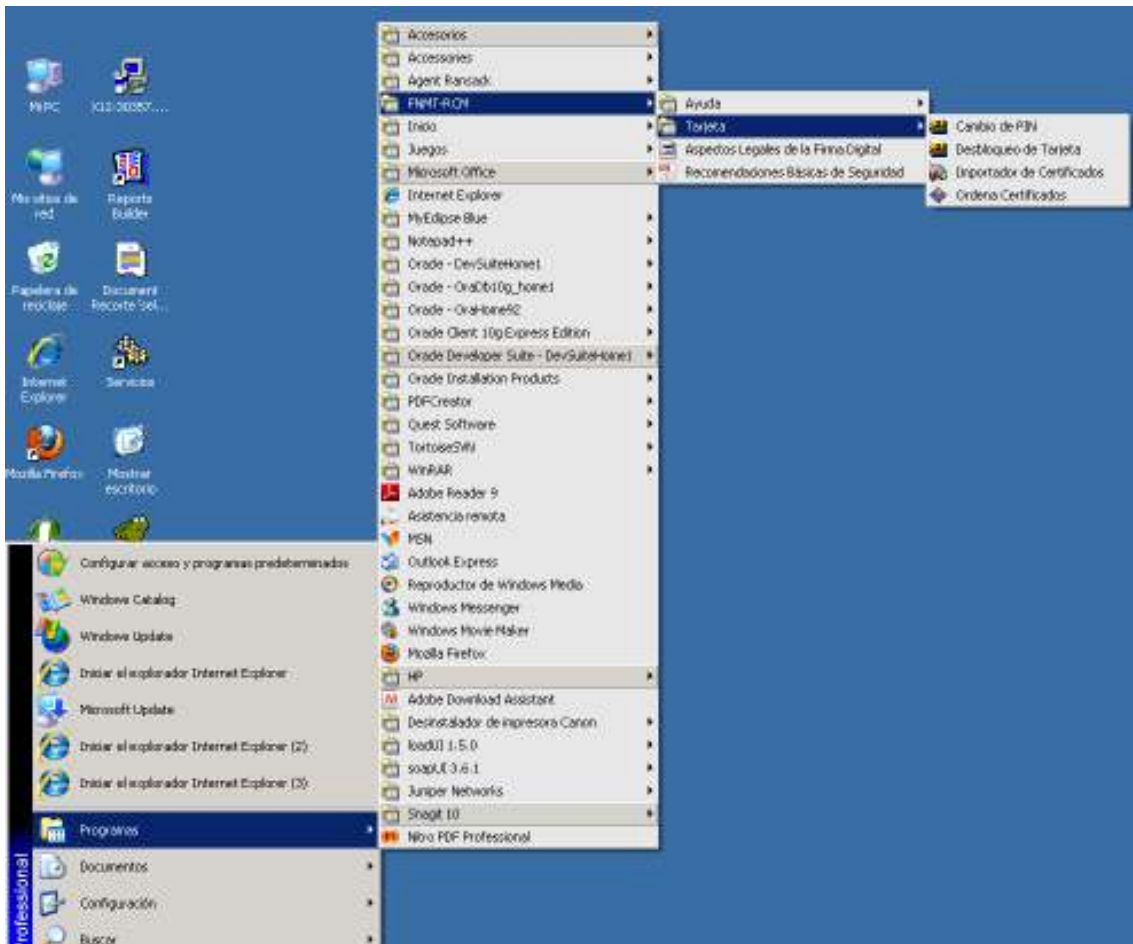 Mi PC
X12-30357....
Mis sitios de
red
Reports
Builder
Papelera de
reciclaje
Document
Recorte 'sel...
Internet
Explorer
Servicios
Mozilla Firefox
Mostrar
escritorio
Configurar acceso y programas predeterminados
Windows Catalog
Windows Update
Iniciar el explorador Internet Explorer
Microsoft Update
Iniciar el explorador Internet Explorer (2)
Iniciar el explorador Internet Explorer (3)
Programas
Documentos
Configuración
Buscar
rofessional
Accesorios
Accessories
Agent Ransack
FNMT-RCM
Inicio
Juegos
Microsoft Office
Internet Explorer
MyEclipse Blue
Notepad++
Oracle - DevSuiteHome1
Oracle - OraDb10g_home1
Oracle - OraHome92
Oracle Client 10g Express Edition
Oracle Developer Suite - DevSuiteHome1
Oracle Installation Products
PDFCreator
Quest Software
TortoiseSVN
WinRAR
Adobe Reader 9
Asistencia remota
MSN
Outlook Express
Reproductor de Windows Media
Windows Messenger
Windows Movie Maker
Mozilla Firefox
HP
Adobe Download Assistant
Desinstalador de impresora Canon
loadUI 1.5.0
soapUI 3.6.1
Juniper Networks
Snagit 10
Nitro PDF Professional
Ayuda
Tarjeta
Aspectos Legales de la Firma Digital
Recomendaciones Básicas de Seguridad
Cambio de PIN
Desbloqueo de Tarjeta
Importador de Certificados
Ordena Certificados